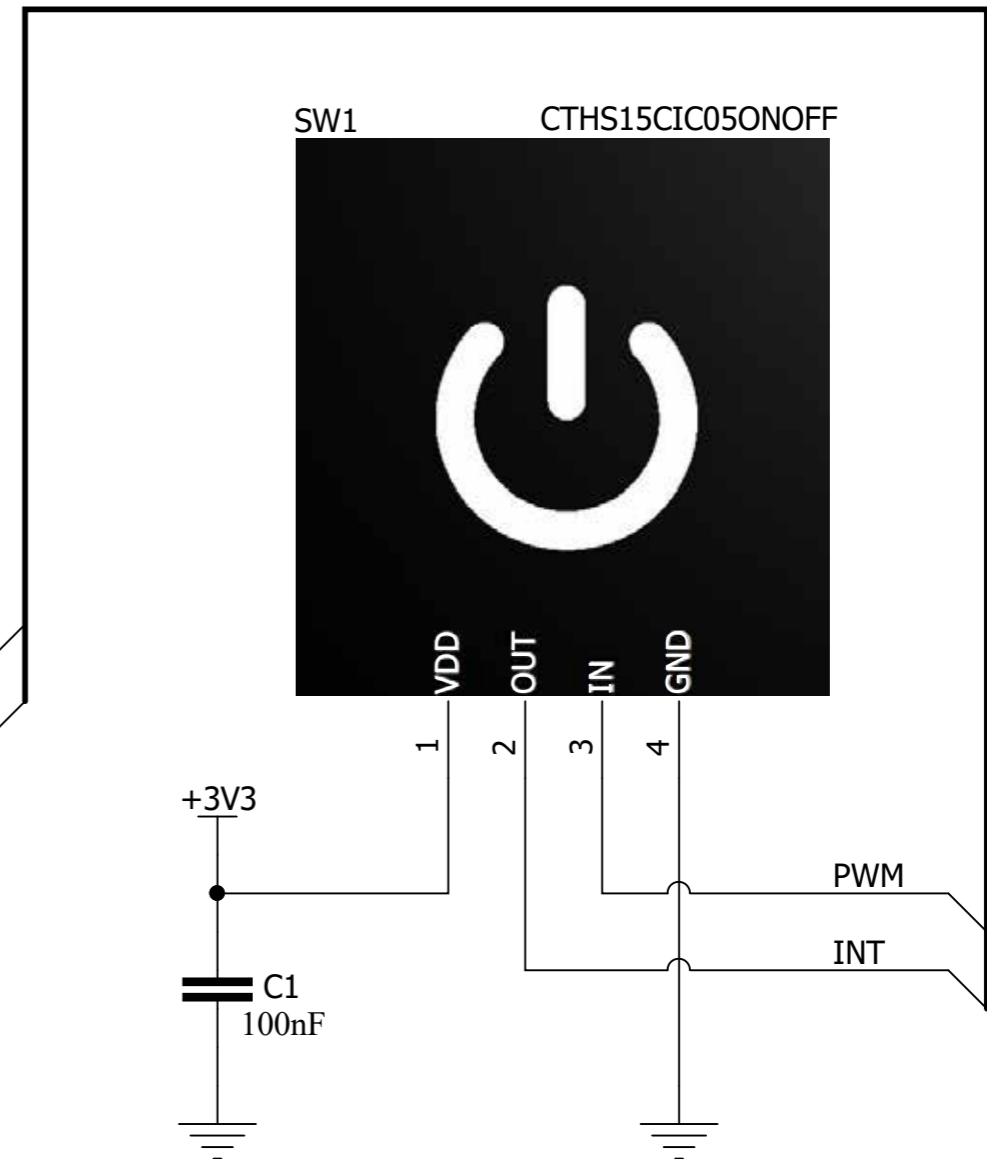 SW1 CTHS15CIC05ONOFF
VDD
OUT
IN
GND
1
2
3
4
+3V3
PWM
INT
C1
100nF